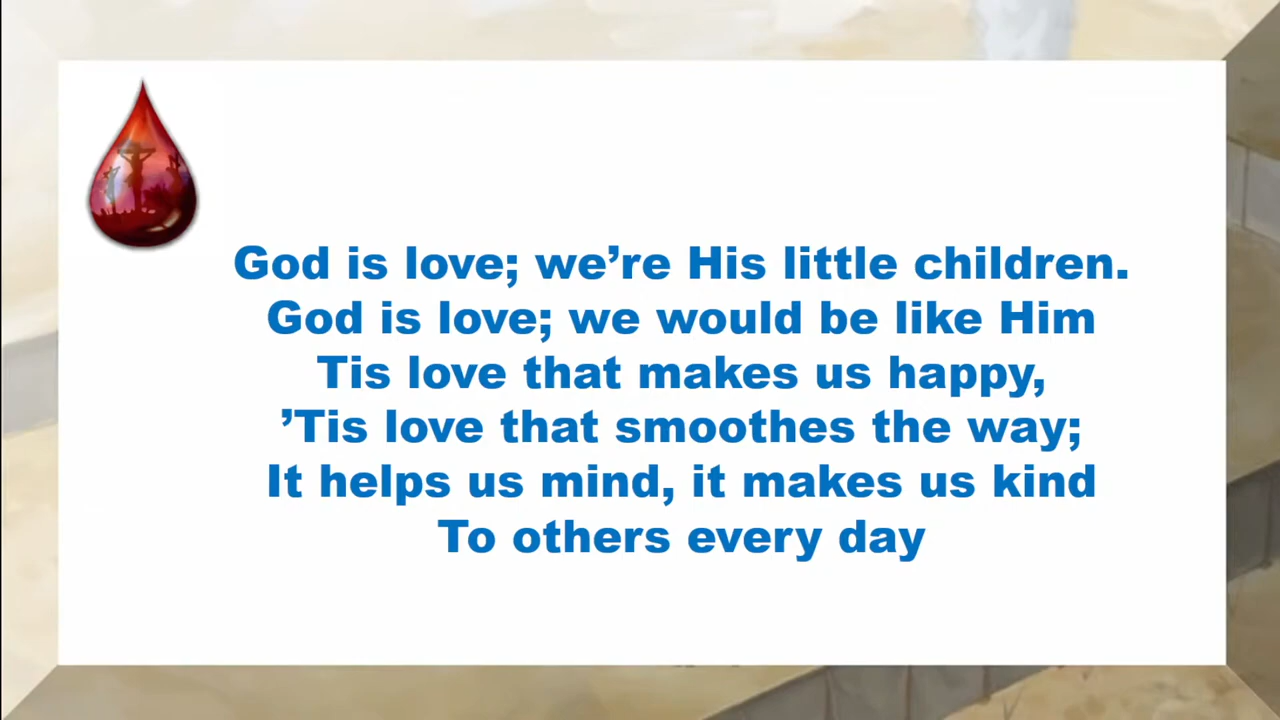 God is love; we’re His little children.
God is love; we would be like Him
Tis love that makes us happy,
’Tis love that smoothes the way;
It helps us mind, it makes us kind
To others every day